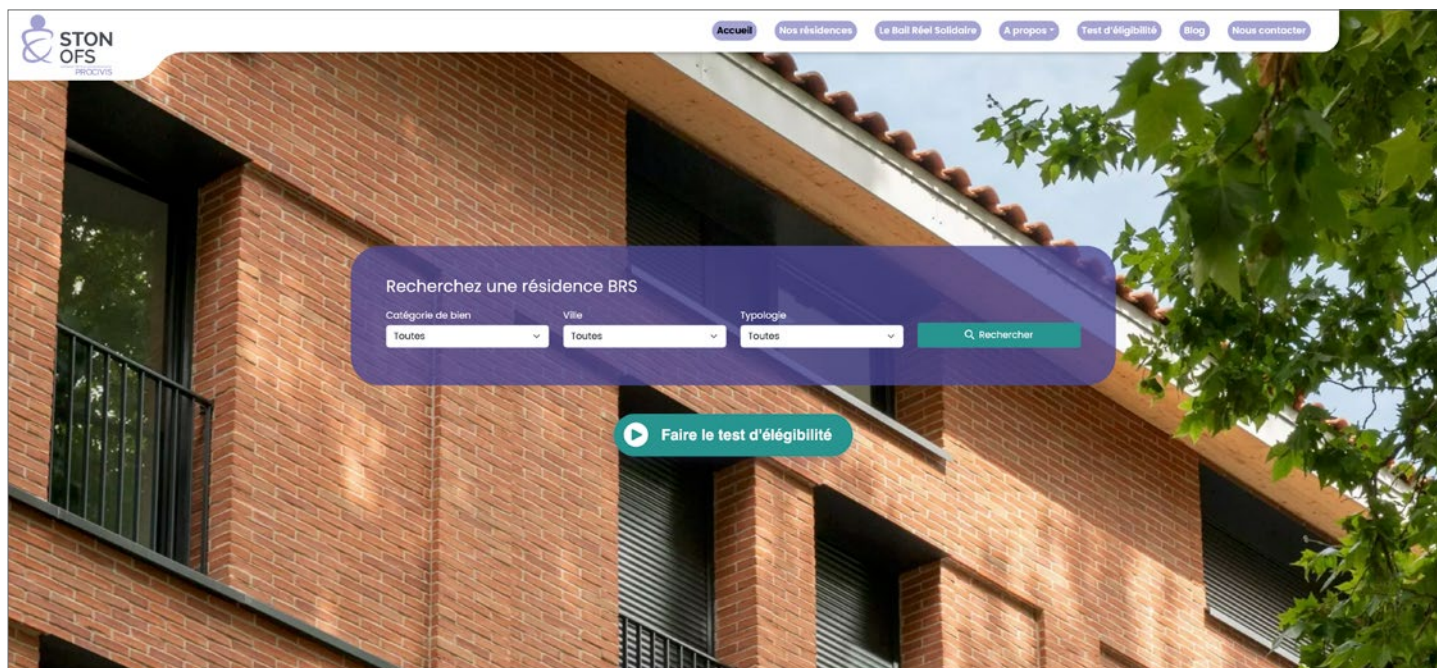 STON
OFS
PROCIVIS
Accueil Nos résidences Le Bail Réel Solidaire A propos Test d'éligibilité Blog Nous contacter
Recherchez une résidence BRS
Catégorie de bien Ville Typologie
Toutes Toutes Toutes Rechercher
Faire le test d'élégibilité